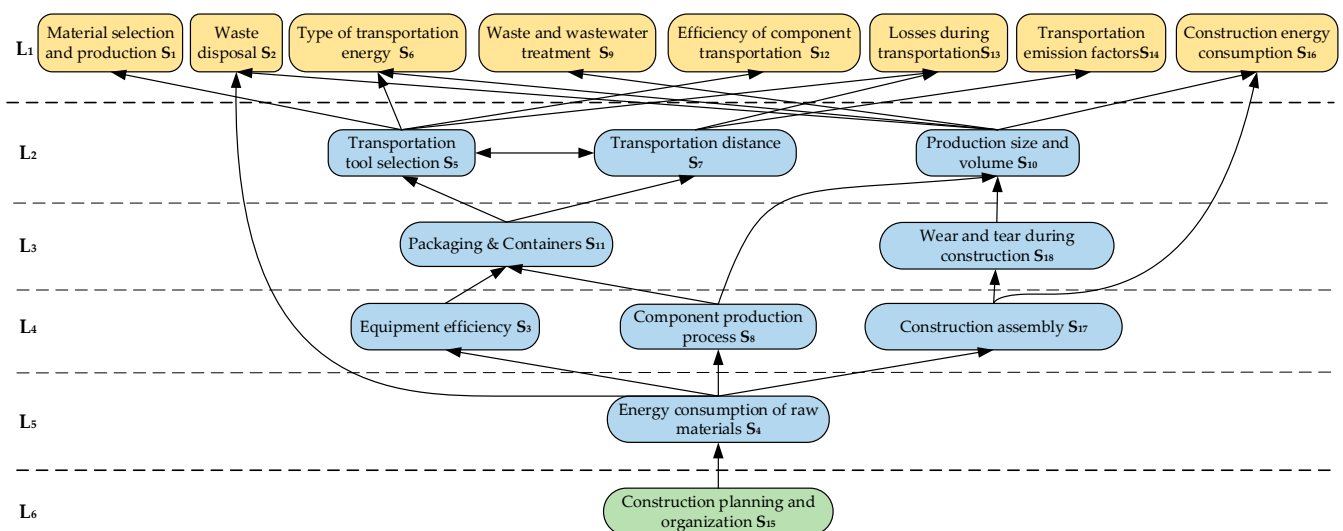 L1
Material selection
and production S1
Waste
disposal S2
Type of transportation
energy S6
Waste and wastewater
treatment S9
Efficiency of component
transportation S12
Losses during
transportationS13
Transportation
emission factorsS14
Construction energy
consumption S16
L2
Transportation
tool selection S5
Transportation distance
S7
Production size and
volume S10
L3
Packaging & Containers S11
Wear and tear during
construction S18
L4
Equipment efficiency S3
Component production
process S8
Construction assembly S17
L5
Energy consumption of raw
materials S4
L6
Construction planning and
organization S15